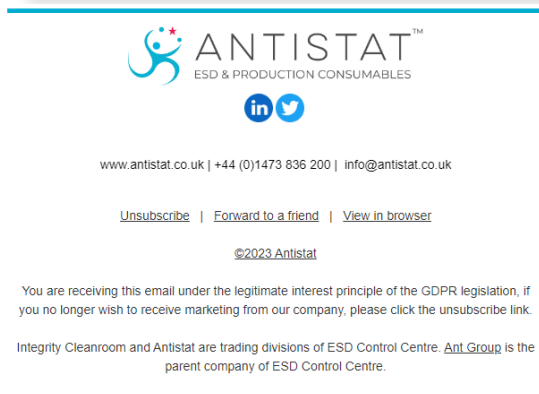 ANTISTAT™
ESD & PRODUCTION CONSUMABLES
in
www.antistat.co.uk | +44 (0)1473 836 200 | info@antistat.co.uk
Unsubscribe | Forward to a friend | View in browser
©2023 Antistat
You are receiving this email under the legitimate interest principle of the GDPR legislation, if
you no longer wish to receive marketing from our company, please click the unsubscribe link.
Integrity Cleanroom and Antistat are trading divisions of ESD Control Centre. Ant Group is the
parent company of ESD Control Centre.